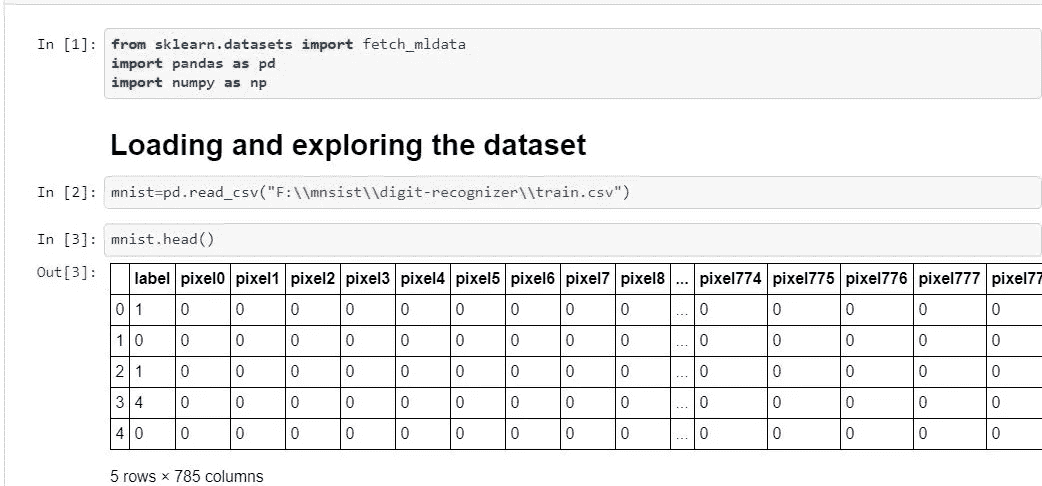 In [1]: from sklearn.datasets import fetch_mldata
import pandas as pd
import numpy as np
Loading and exploring the dataset
In [2]: mnist=pd.read_csv("F:\\mnsist\\digit-recognizer\\train.csv")
In [3]: mnist.head()
Out[3]:
label pixel0 pixel1 pixel2 pixel3 pixel4 pixel5 pixel6 pixel7 pixel8 ... pixel774 pixel775 pixel776 pixel777 pixel77
0 1 0 0 0 0 0 0 0 0 0 ... 0 0 0 0 0
1 0 0 0 0 0 0 0 0 0 0 ... 0 0 0 0 0
2 1 0 0 0 0 0 0 0 0 0 ... 0 0 0 0 0
3 4 0 0 0 0 0 0 0 0 0 ... 0 0 0 0 0
4 0 0 0 0 0 0 0 0 0 0 ... 0 0 0 0 0
5 rows × 785 columns